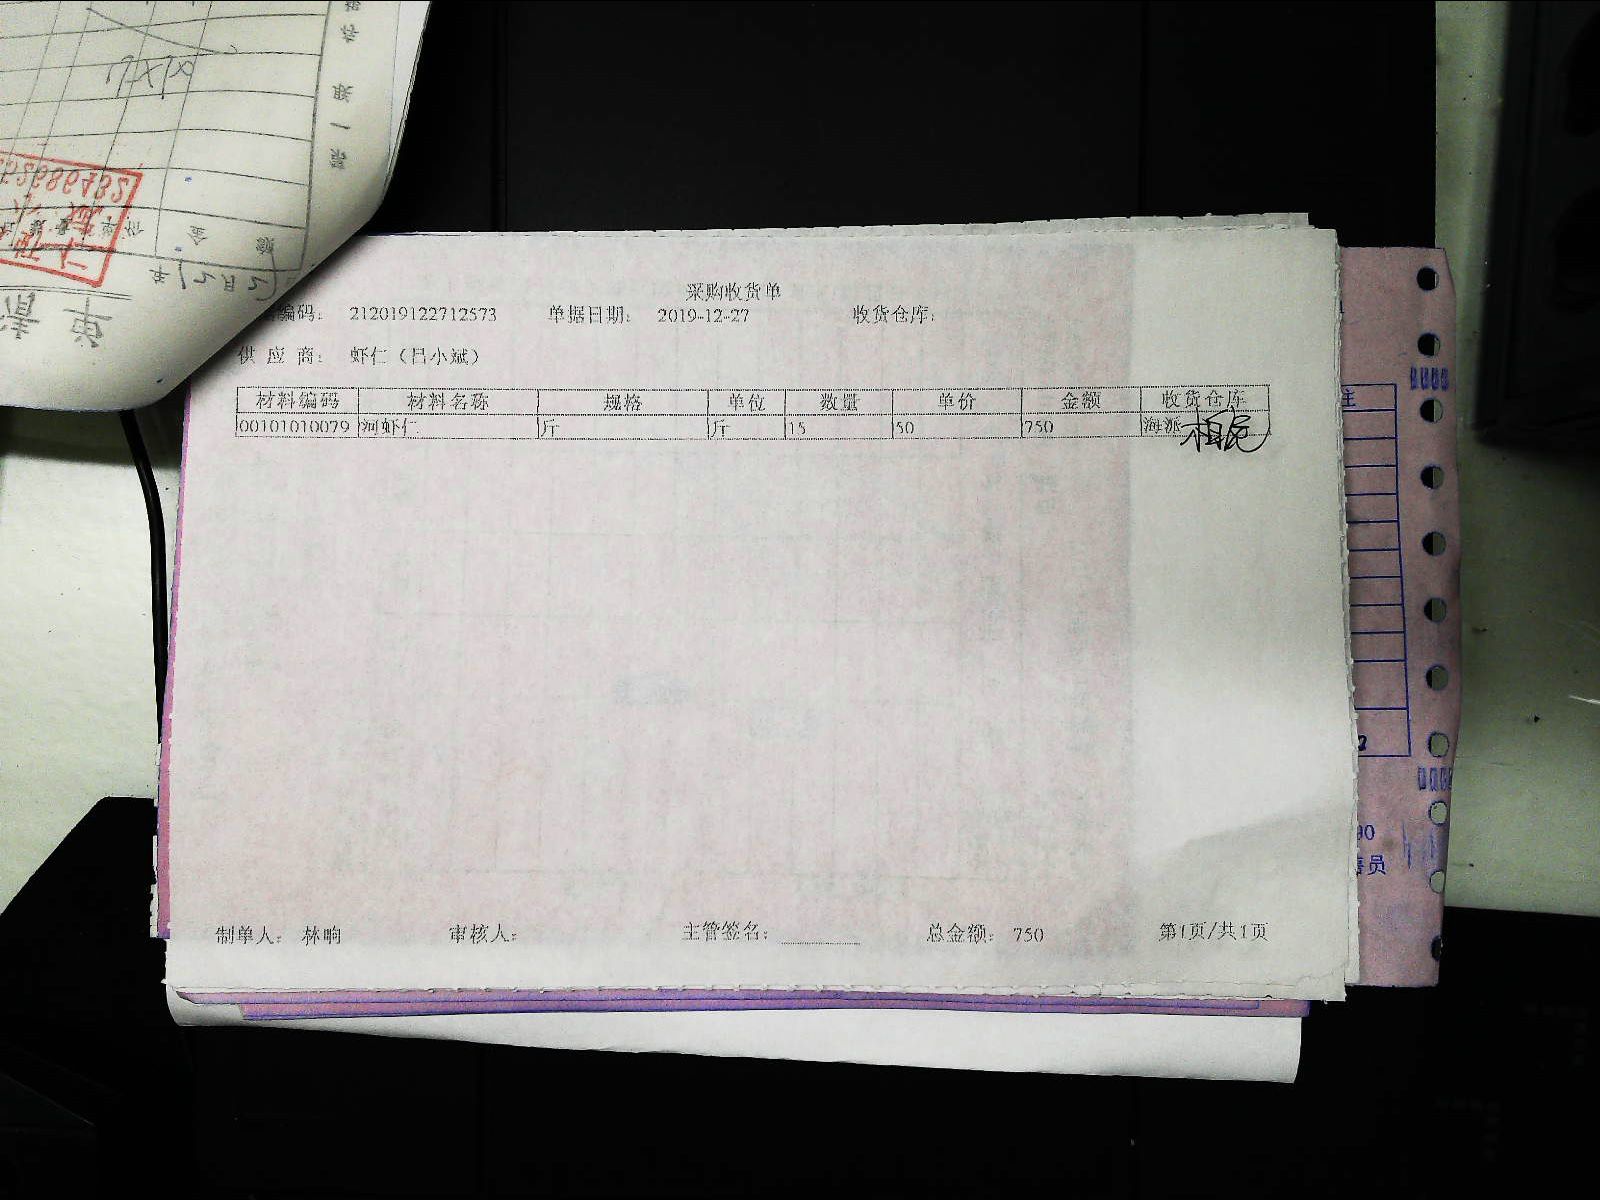 采购收货单
编码： 212019122712573 单据日期： 2019-12-27 收货仓库：
供 应 商： 虾仁（吕小斌）
材料编码 材料名称 规格 单位 数量 单价 金额 收货仓库
00101010079 河虾仁 斤 斤 15 50 750 海派
制单人： 林响 审核人： 主管签名： 总金额： 750 第1页/共1页